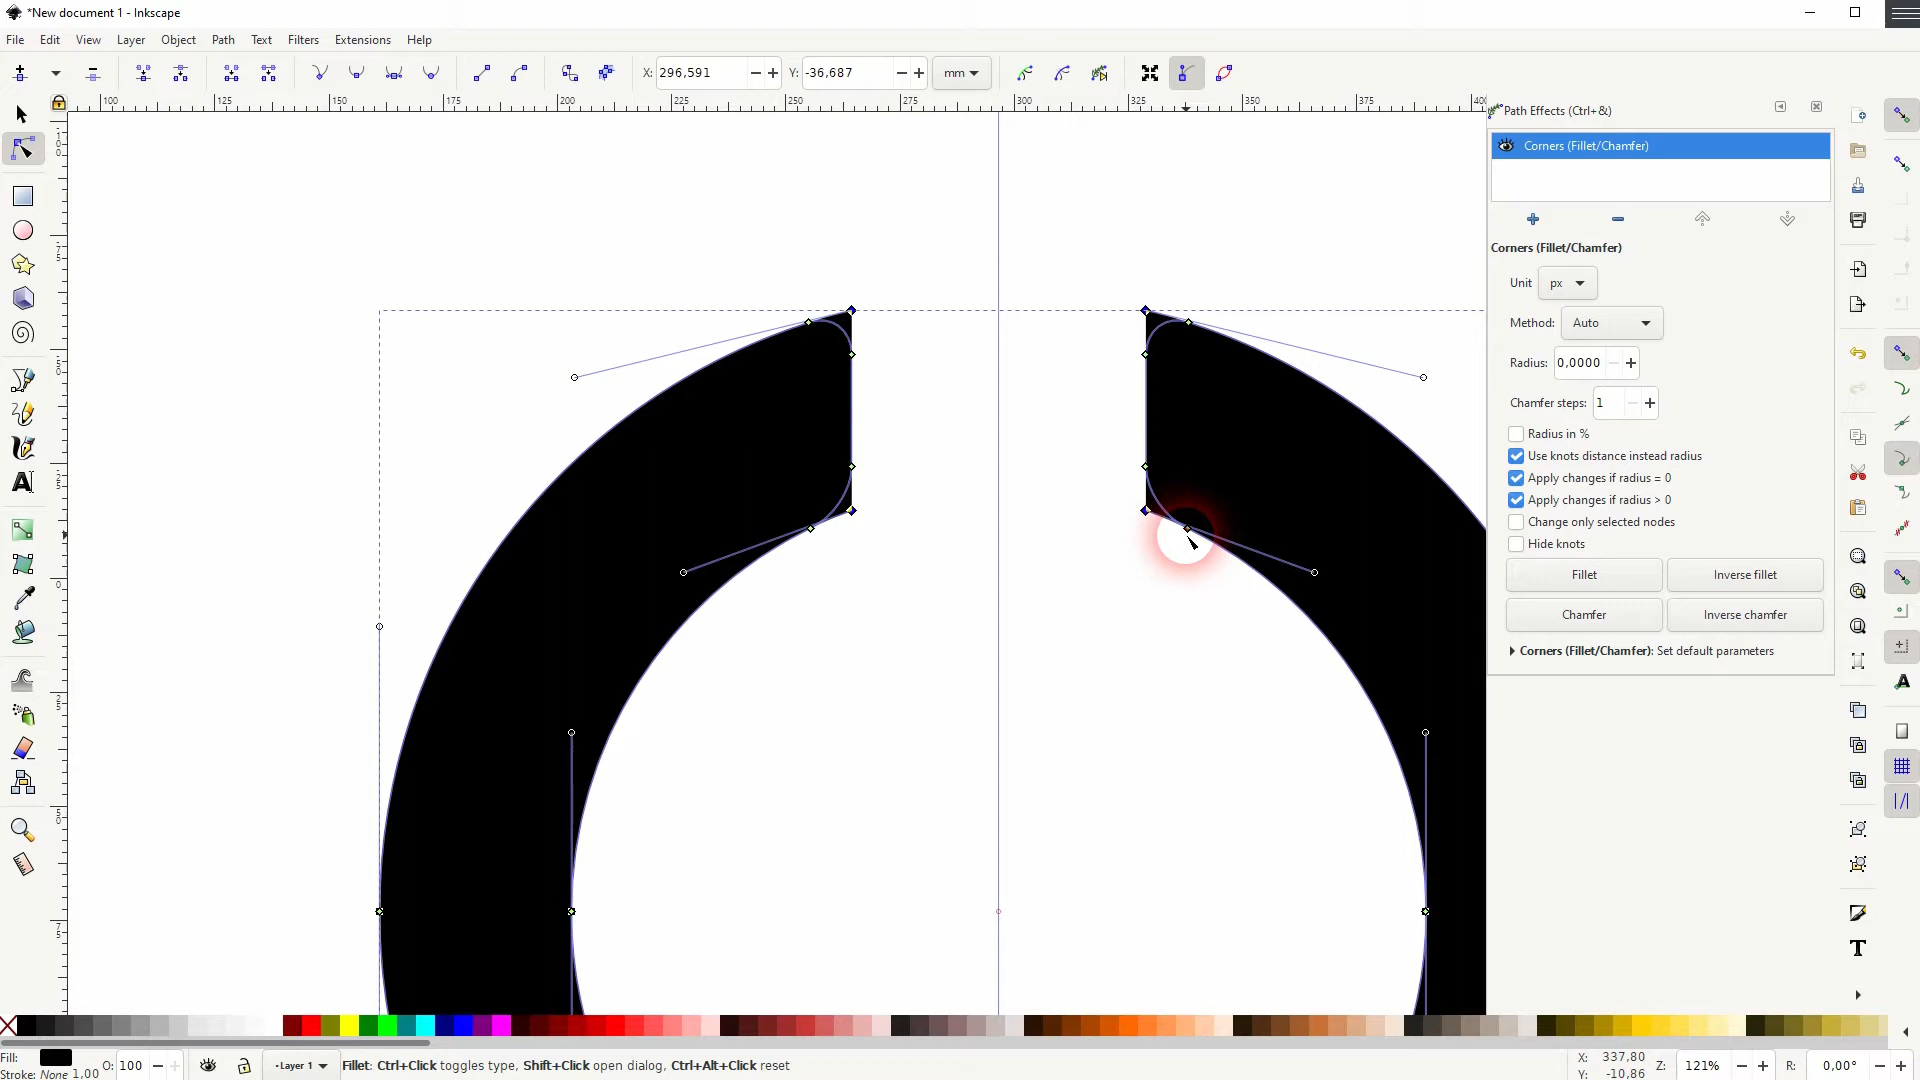 *New document 1 - Inkscape
File Edit View Layer Object Path Text Filters Extensions Help
X: 296,591 Y: -36,687 mm
100 125 150 175 200 225 250 275 300 325 350 375
Path Effects (Ctrl+&)
Corners (Fillet/Chamfer)
Corners (Fillet/Chamfer)
Unit px
Method: Auto
Radius: 0,0000
Chamfer steps: 1
Radius in %
Use knots distance instead radius
Apply changes if radius = 0
Apply changes if radius > 0
Change only selected nodes
Hide knots
Fillet Inverse fillet
Chamfer Inverse chamfer
Corners (Fillet/Chamfer): Set default parameters
Fill: O: 100 Layer 1 Fillet: Ctrl+Click toggles type, Shift+Click open dialog, Ctrl+Alt+Click reset X: 337,80 Z: 121% R: 0,00°
Stroke: None 1,00 Y: -10,86